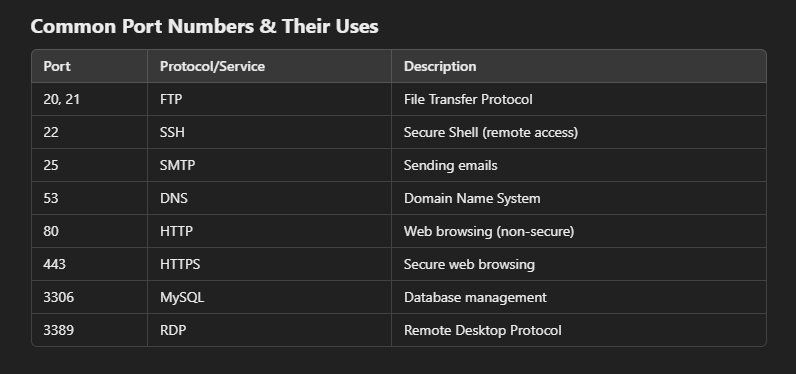 Common Port Numbers & Their Uses
Port Protocol/Service Description
20, 21 FTP File Transfer Protocol
22 SSH Secure Shell (remote access)
25 SMTP Sending emails
53 DNS Domain Name System
80 HTTP Web browsing (non-secure)
443 HTTPS Secure web browsing
3306 MySQL Database management
3389 RDP Remote Desktop Protocol